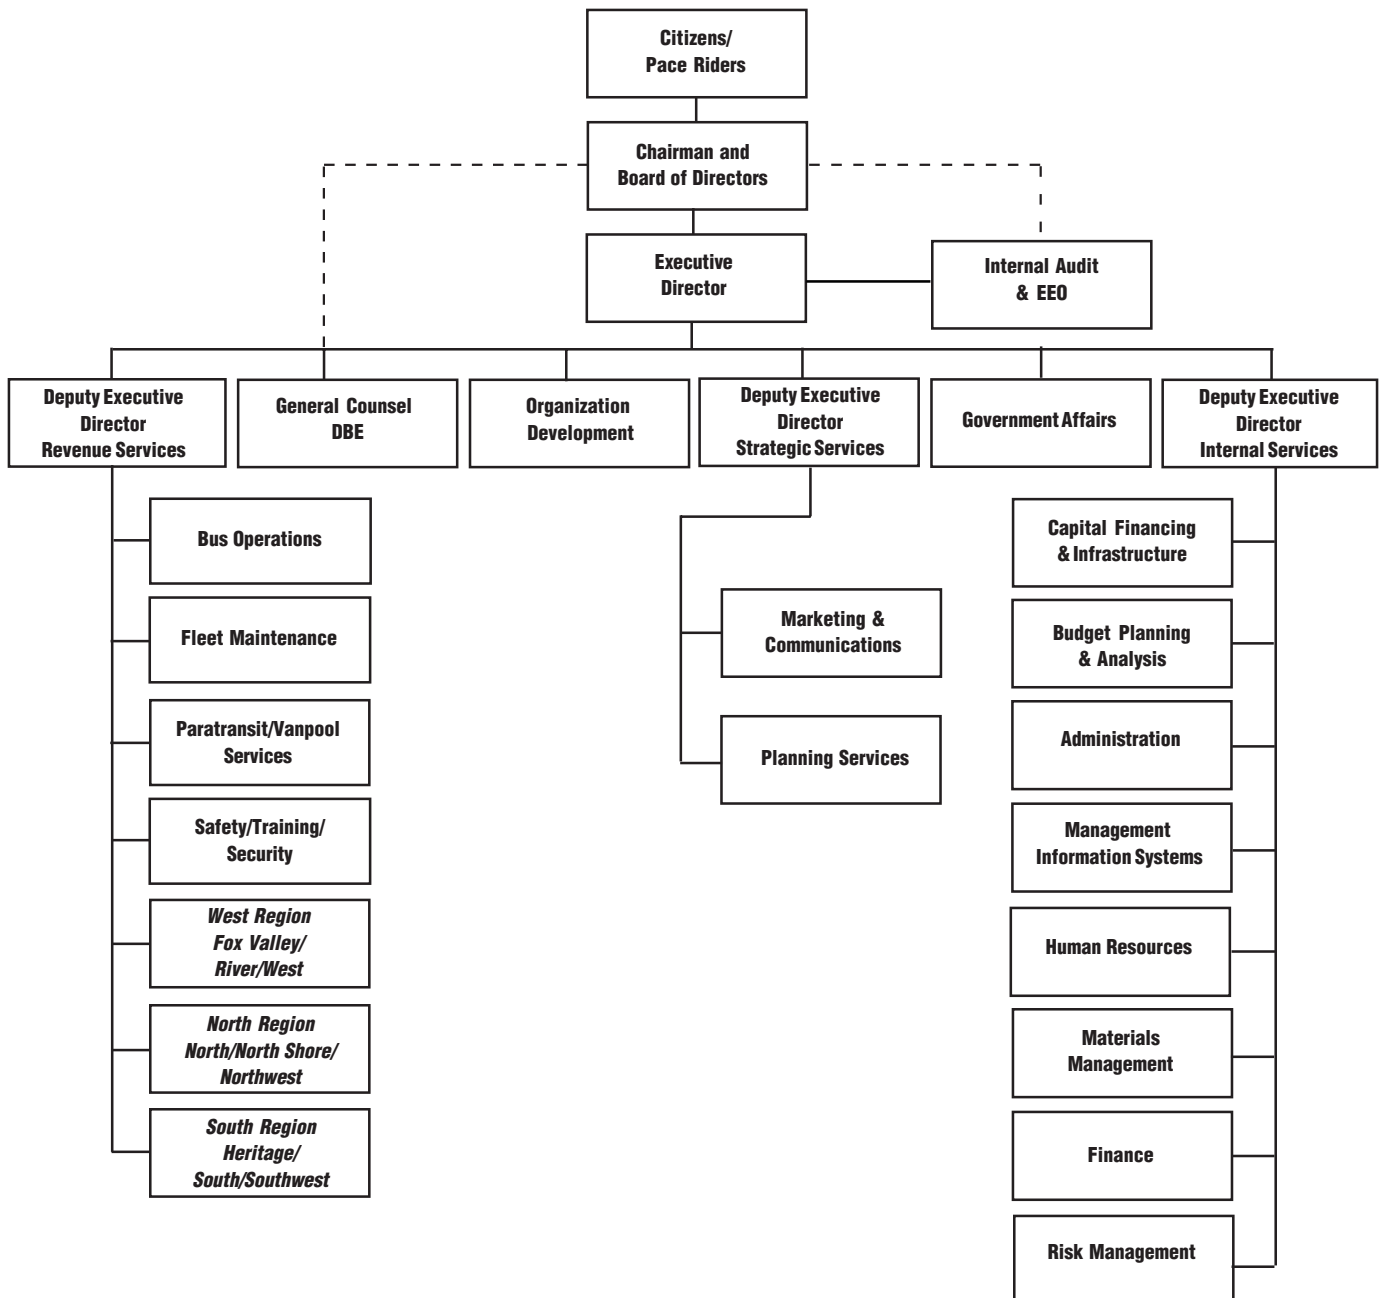 Citizens/
Pace Riders
Chairman and
Board of Directors
Executive
Director
Internal Audit
& EEO
Deputy Executive
Director
Revenue Services
General Counsel
DBE
Organization
Development
Deputy Executive
Director
Strategic Services
Government Affairs
Deputy Executive
Director
Internal Services
Bus Operations
Fleet Maintenance
Paratransit/Vanpool
Services
Safety/Training/
Security
West Region
Fox Valley/
River/West
North Region
North/North Shore/
Northwest
South Region
Heritage/
South/Southwest
Marketing &
Communications
Planning Services
Capital Financing
& Infrastructure
Budget Planning
& Analysis
Administration
Management
Information Systems
Human Resources
Materials
Management
Finance
Risk Management